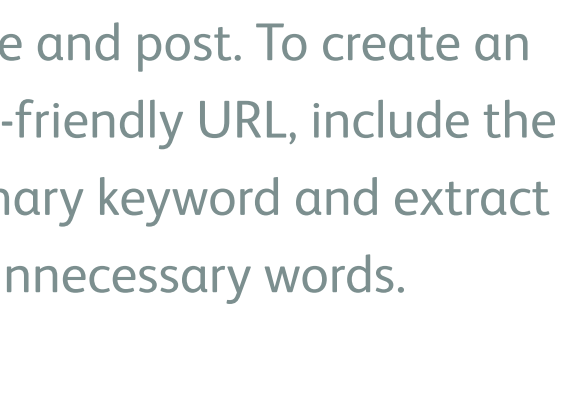 e and post. To create an
-friendly URL, include the
nary keyword and extract
nnecessary words.